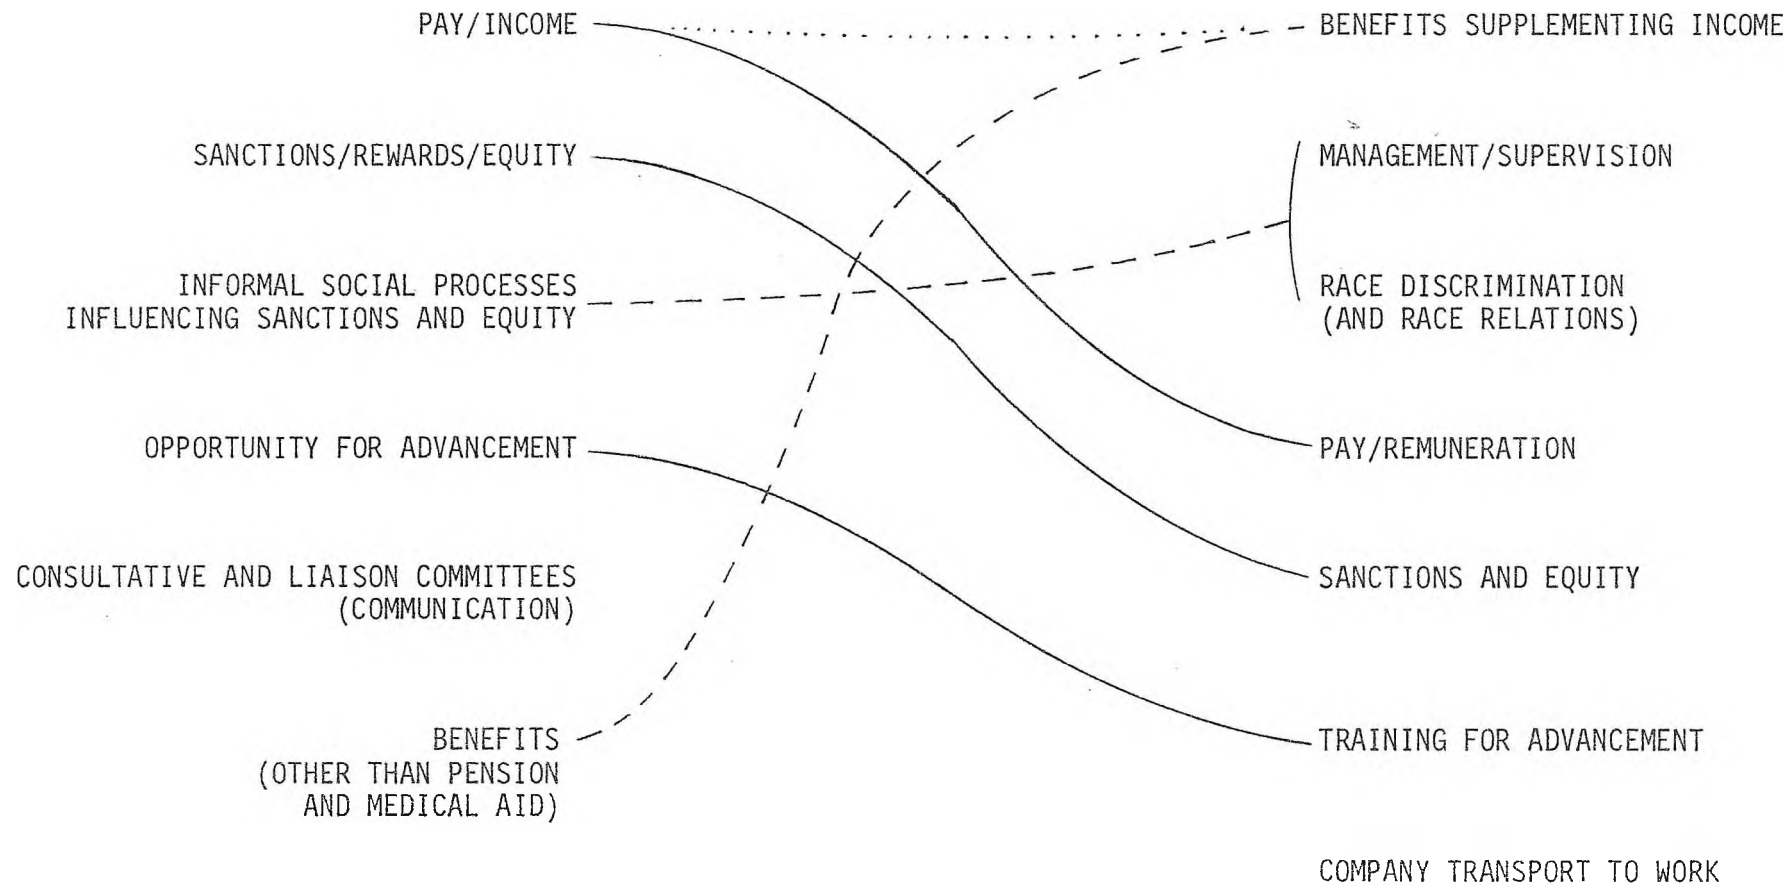 PAY/INCOME
SANCTIONS/REWARDS/EQUITY
INFORMAL SOCIAL PROCESSES
INFLUENCING SANCTIONS AND EQUITY
OPPORTUNITY FOR ADVANCEMENT
CONSULTATIVE AND LIAISON COMMITTEES
(COMMUNICATION)
BENEFITS
(OTHER THAN PENSION
AND MEDICAL AID)
BENEFITS SUPPLEMENTING INCOME
MANAGEMENT/SUPERVISION
RACE DISCRIMINATION
(AND RACE RELATIONS)
PAY/REMUNERATION
SANCTIONS AND EQUITY
TRAINING FOR ADVANCEMENT
COMPANY TRANSPORT TO WORK